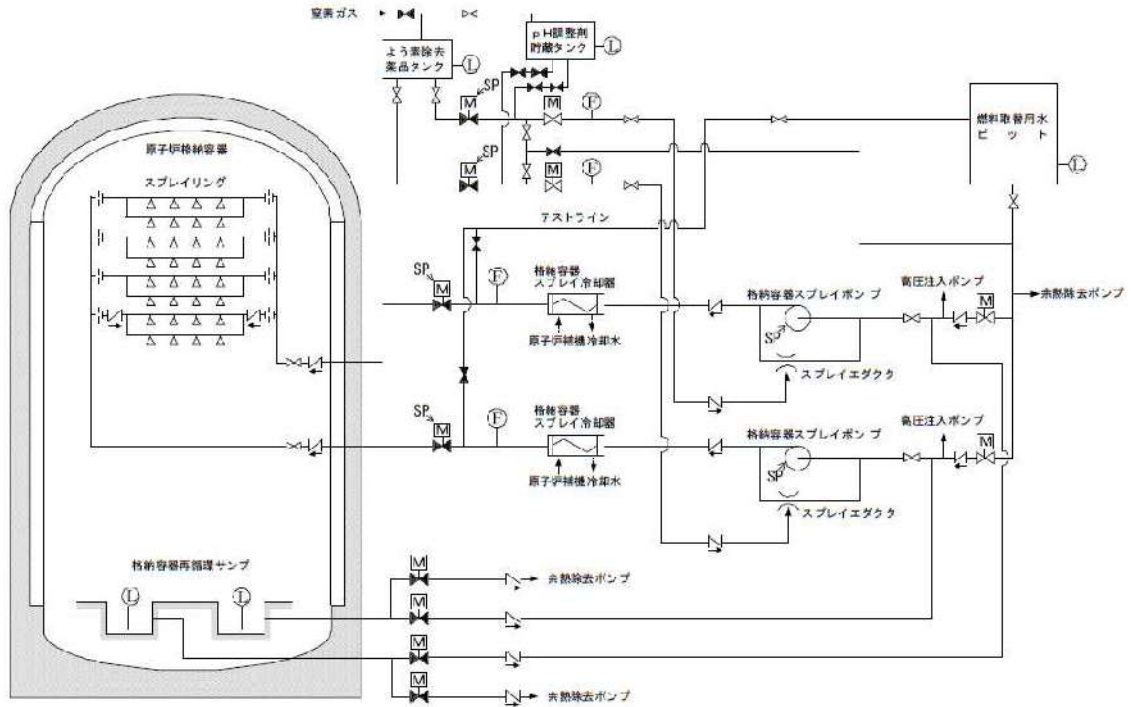 窒素ガス
よう素除去
薬品タンク
L
pH調整剤
貯蔵タンク
L
SP
M
M
F
燃料取替用水
ピット
L
SP
M
M
F
原子炉格納容器
スプレイリング
テストライン
SP
M
F
格納容器
スプレイ冷却器
原子炉補機冷却水
格納容器スプレイポンプ
SP
スプレイエダクタ
高圧注入ポンプ
M
余熱除去ポンプ
SP
M
F
格納容器
スプレイ冷却器
原子炉補機冷却水
格納容器スプレイポンプ
SP
スプレイエダクタ
高圧注入ポンプ
M
格納容器再循環サンプ
L
L
M
余熱除去ポンプ
M
M
M
余熱除去ポンプ